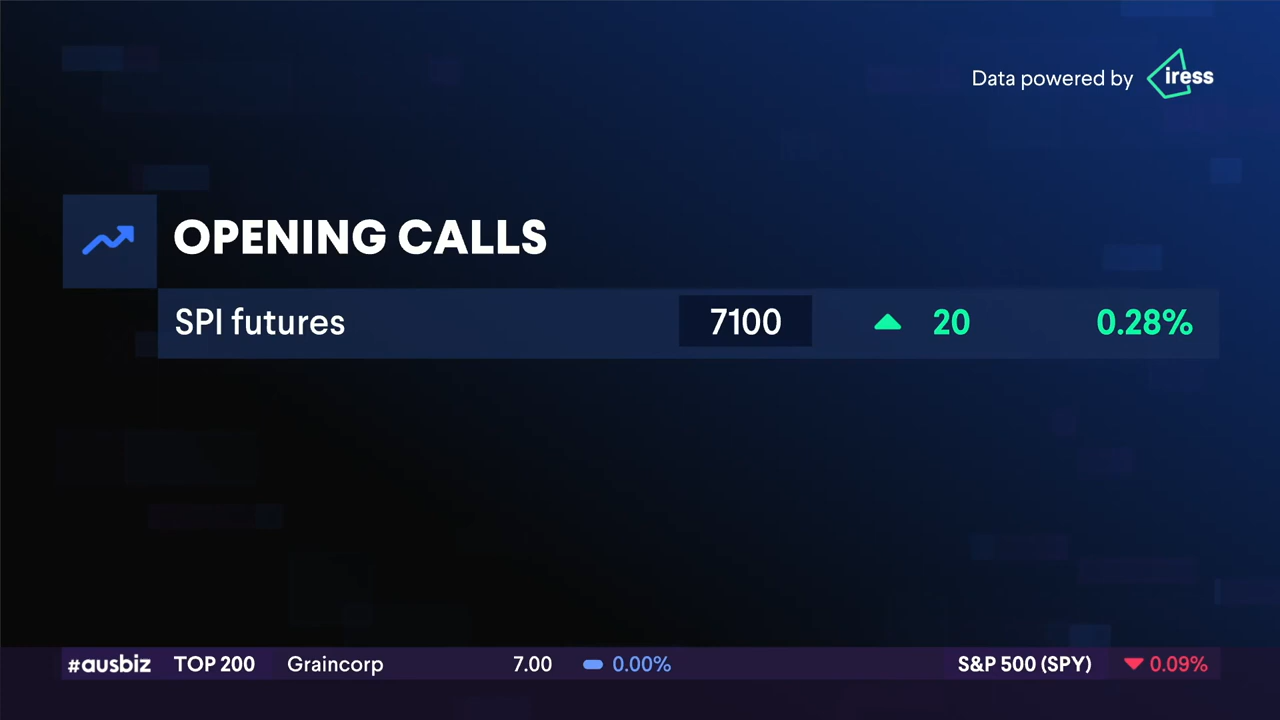 Data powered by iress
OPENING CALLS
SPI futures 7100 20 0.28%
#ausbiz TOP 200 Graincorp 7.00 0.00% S&P 500 (SPY) 0.09%